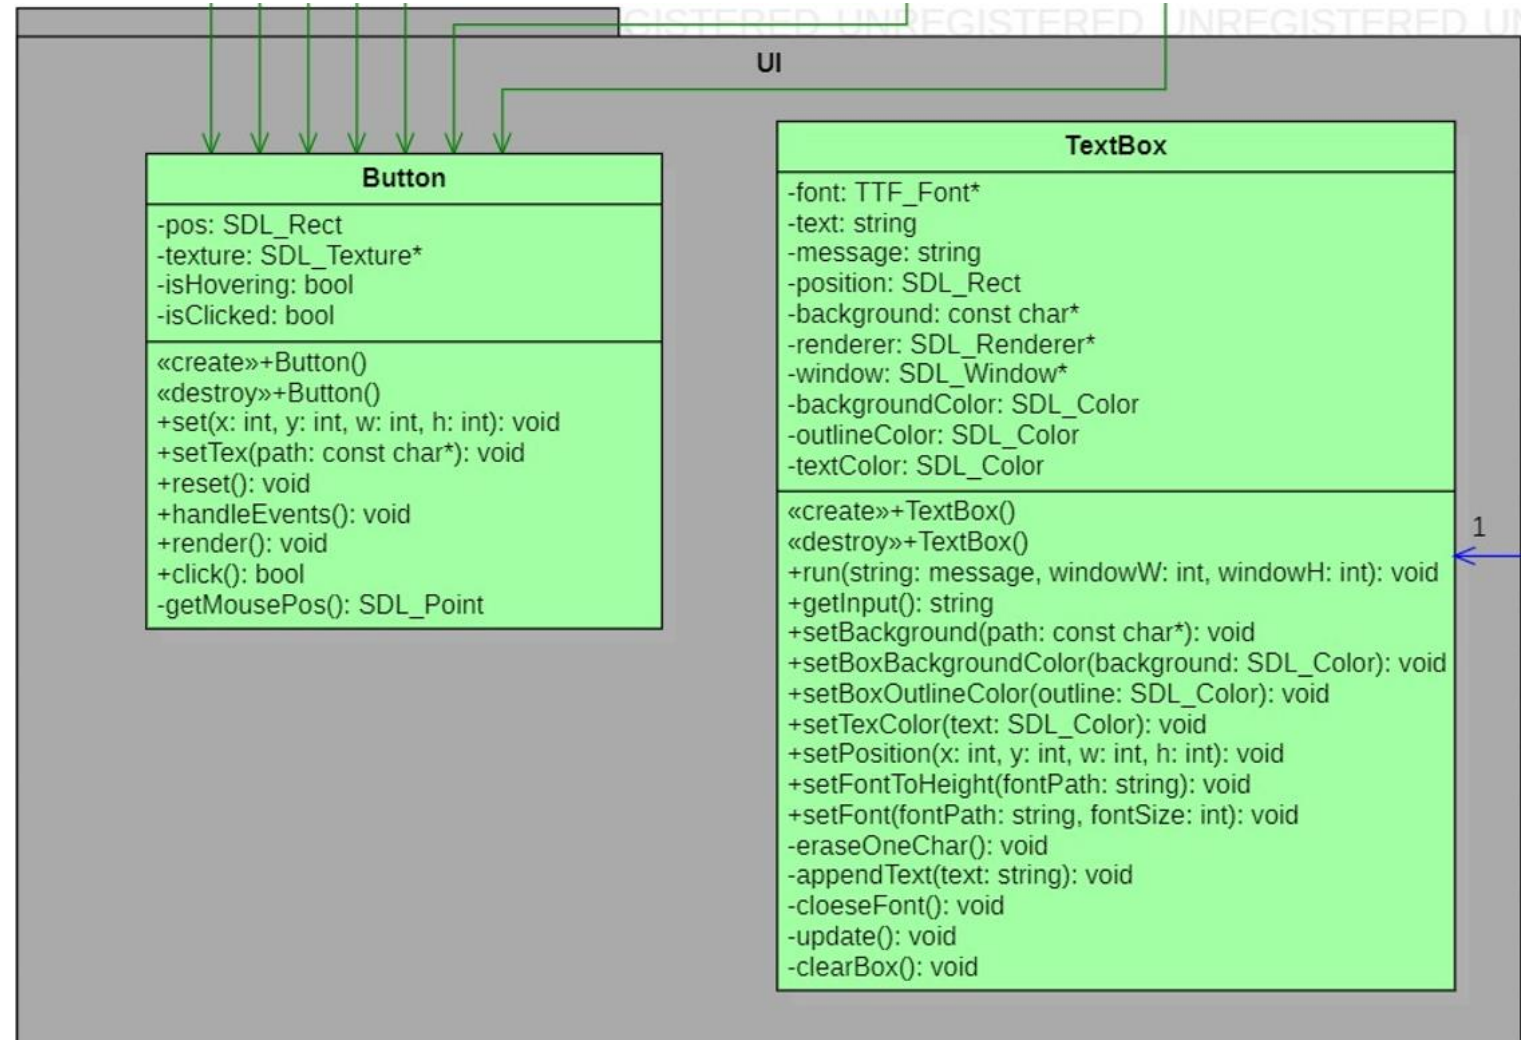 GISTERED UNREGISTERED UNREGISTERED UN
UI
Button
-pos: SDL_Rect
-texture: SDL_Texture*
-isHovering: bool
-isClicked: bool
«create»+Button()
«destroy»+Button()
+set(x: int, y: int, w: int, h: int): void
+setTex(path: const char*): void
+reset(): void
+handleEvents(): void
+render(): void
+click(): bool
-getMousePos(): SDL_Point
TextBox
-font: TTF_Font*
-text: string
-message: string
-position: SDL_Rect
-background: const char*
-renderer: SDL_Renderer*
-window: SDL_Window*
-backgroundColor: SDL_Color
-outlineColor: SDL_Color
-textColor: SDL_Color
«create»+TextBox()
«destroy»+TextBox()
+run(string: message, windowW: int, windowH: int): void
+getInput(): string
+setBackground(path: const char*): void
+setBoxBackgroundColor(background: SDL_Color): void
+setBoxOutlineColor(outline: SDL_Color): void
+setTexColor(text: SDL_Color): void
+setPosition(x: int, y: int, w: int, h: int): void
+setFontToHeight(fontPath: string): void
+setFont(fontPath: string, fontSize: int): void
-eraseOneChar(): void
-appendText(text: string): void
-cloeseFont(): void
-update(): void
-clearBox(): void
1